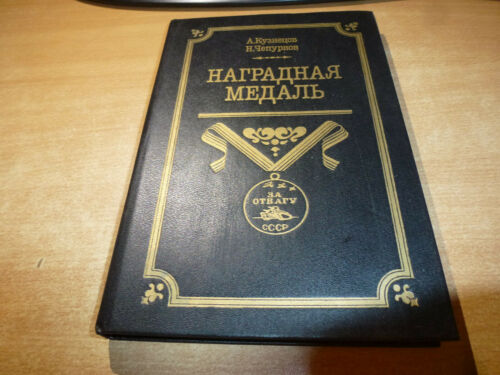 А.Кузнецов
Н.Чепурнов
НАГРАДНАЯ
МЕДАЛЬ
ЗА
ОТВАГУ
СССР